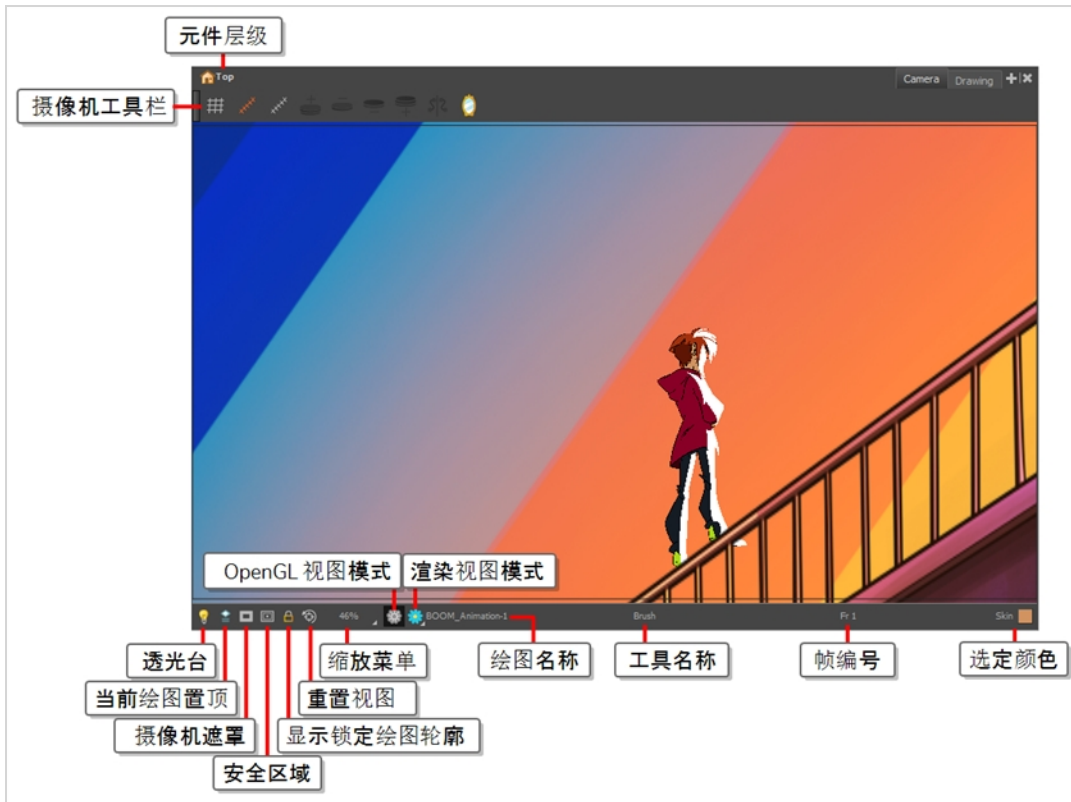 元件层级
Top
Camera
Drawing
摄像机工具栏
OpenGL 视图模式
渲染视图模式
46%
BOOM_Animation-1
Brush
Fr 1
Skin
透光台
缩放菜单
绘图名称
工具名称
帧编号
选定颜色
当前绘图置顶
重置视图
摄像机遮罩
显示锁定绘图轮廓
安全区域